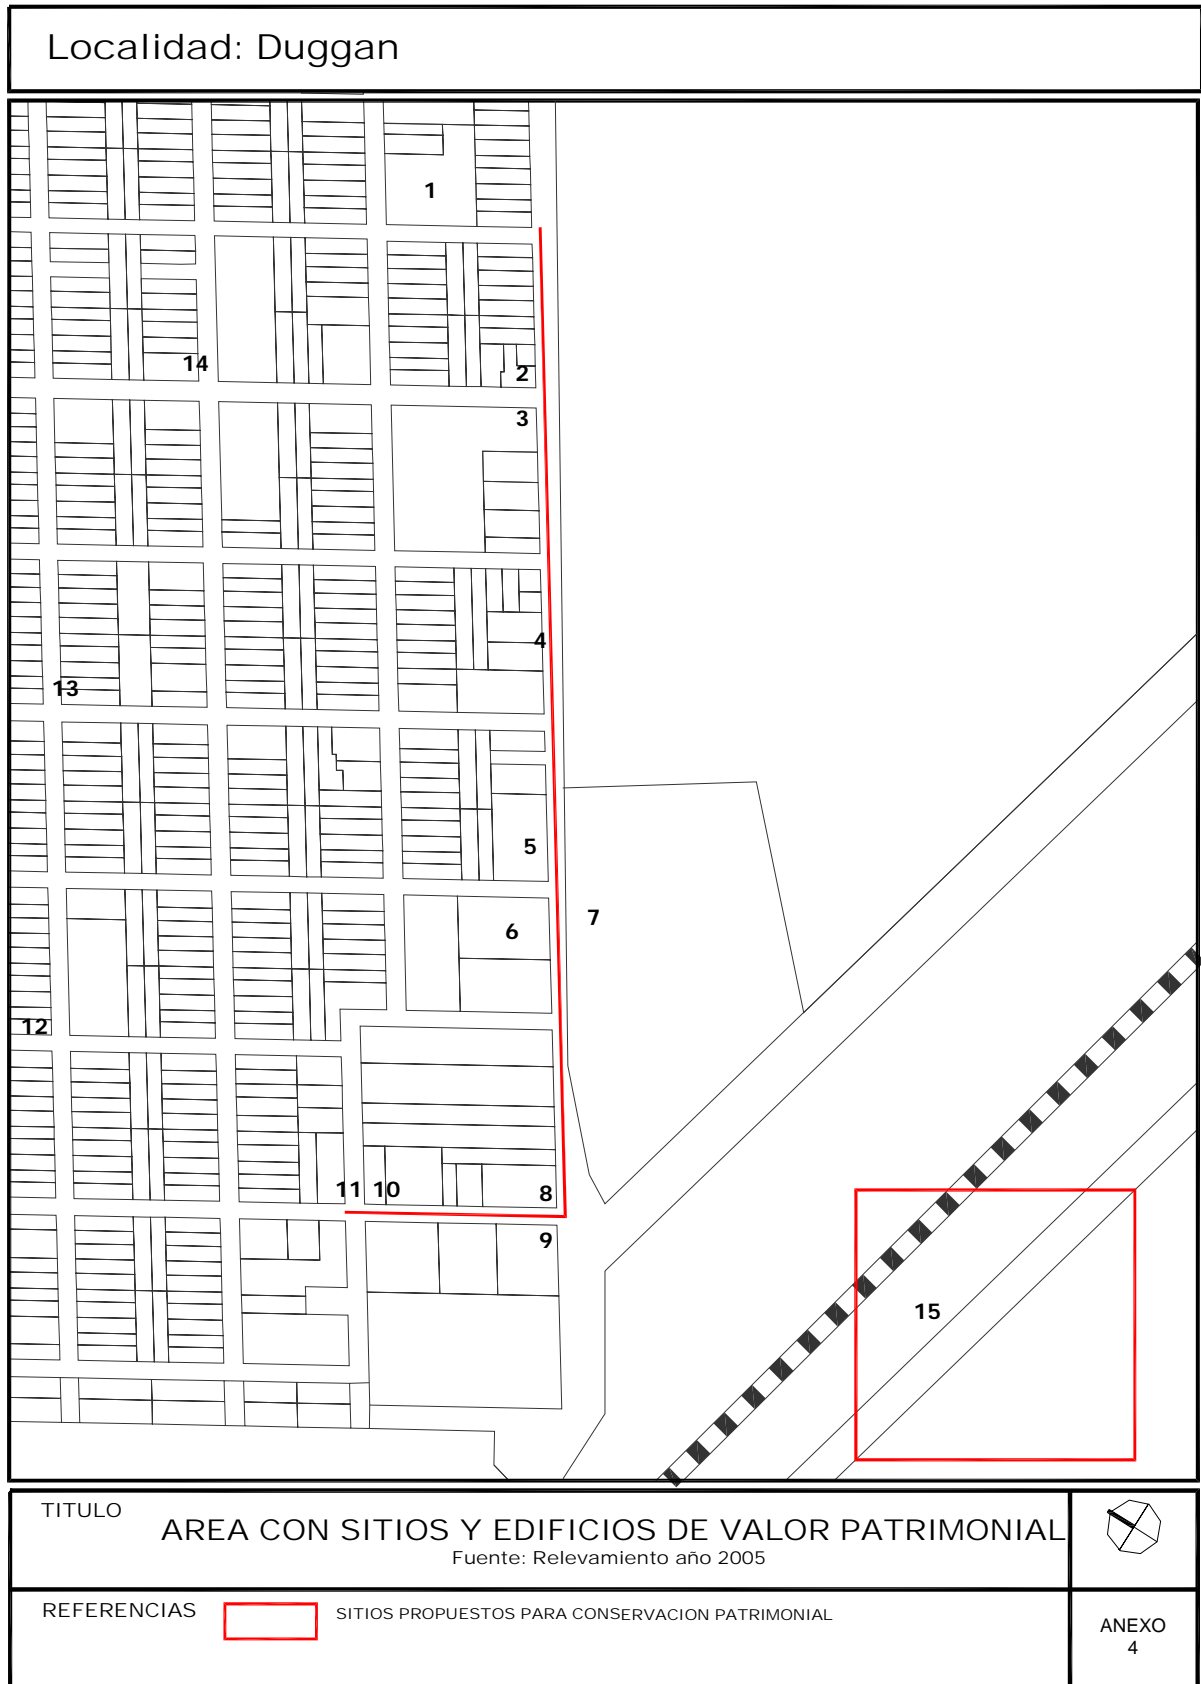 Localidad: Duggan
1
2
3
14
4
13
5
6
7
12
11 10
8
9
15
TITULO
AREA CON SITIOS Y EDIFICIOS DE VALOR PATRIMONIAL
Fuente: Relevamiento año 2005
REFERENCIAS
SITIOS PROPUESTOS PARA CONSERVACION PATRIMONIAL
ANEXO
4